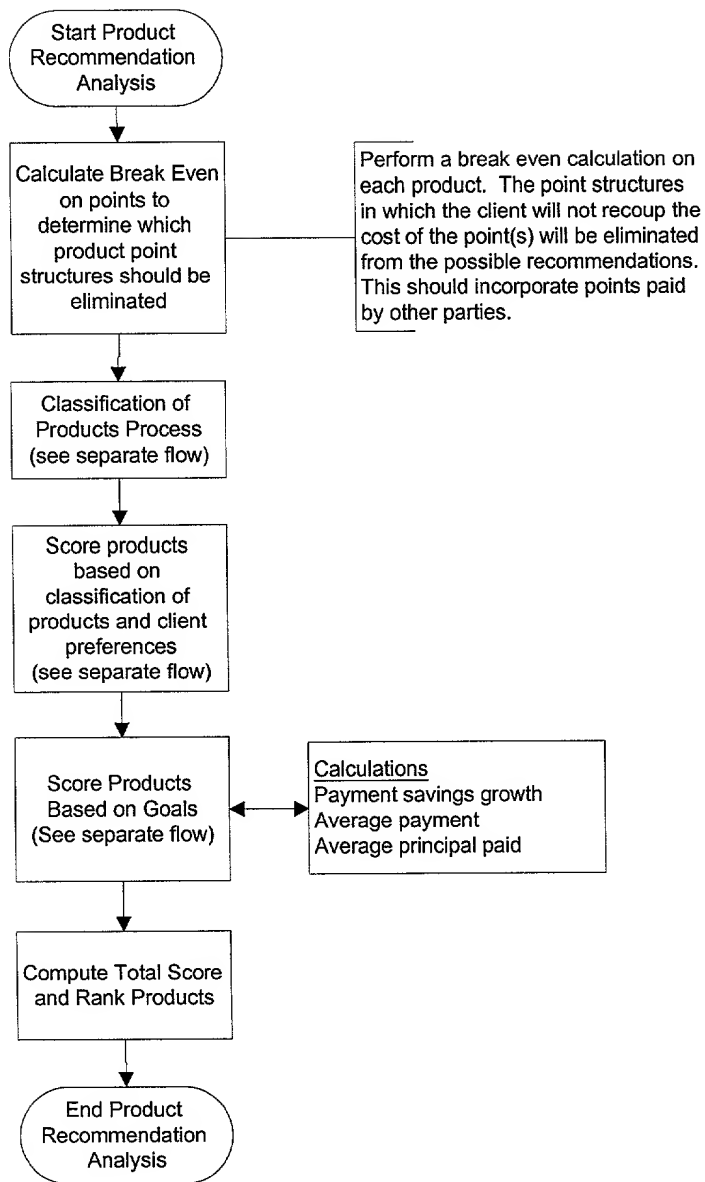 Start Product
Recommendation
Analysis
Calculate Break Even
on points to
determine which
product point
structures should be
eliminated
Perform a break even calculation on
each product. The point structures
in which the client will not recoup the
cost of the point(s) will be eliminated
from the possible recommendations.
This should incorporate points paid
by other parties.
Classification of
Products Process
(see separate flow)
Score products
based on
classification of
products and client
preferences
(see separate flow)
Score Products
Based on Goals
(See separate flow)
Calculations
Payment savings growth
Average payment
Average principal paid
Compute Total Score
and Rank Products
End Product
Recommendation
Analysis